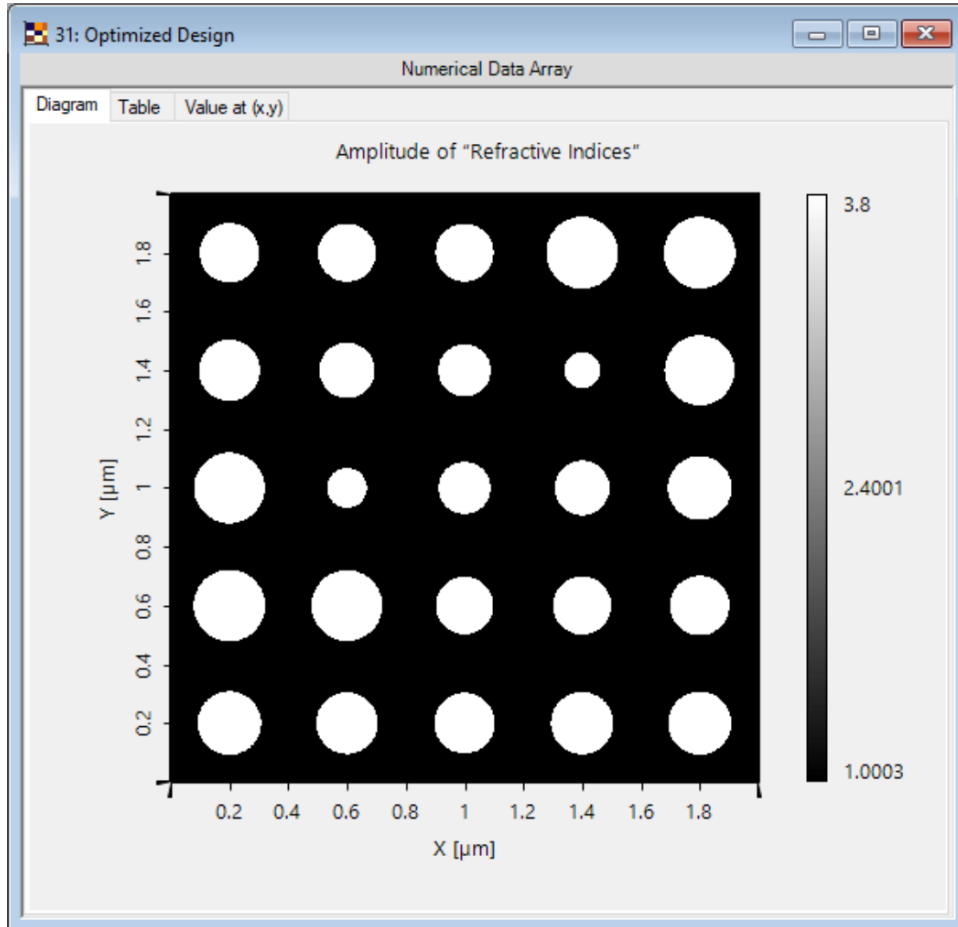 31: Optimized Design
Numerical Data Array
Diagram Table Value at (x,y)
Amplitude of “Refractive Indices”
3.8
2.4001
1.0003
Y [µm]
1.8
1.6
1.4
1.2
1
0.8
0.6
0.4
0.2
0.2 0.4 0.6 0.8 1 1.2 1.4 1.6 1.8
X [µm]